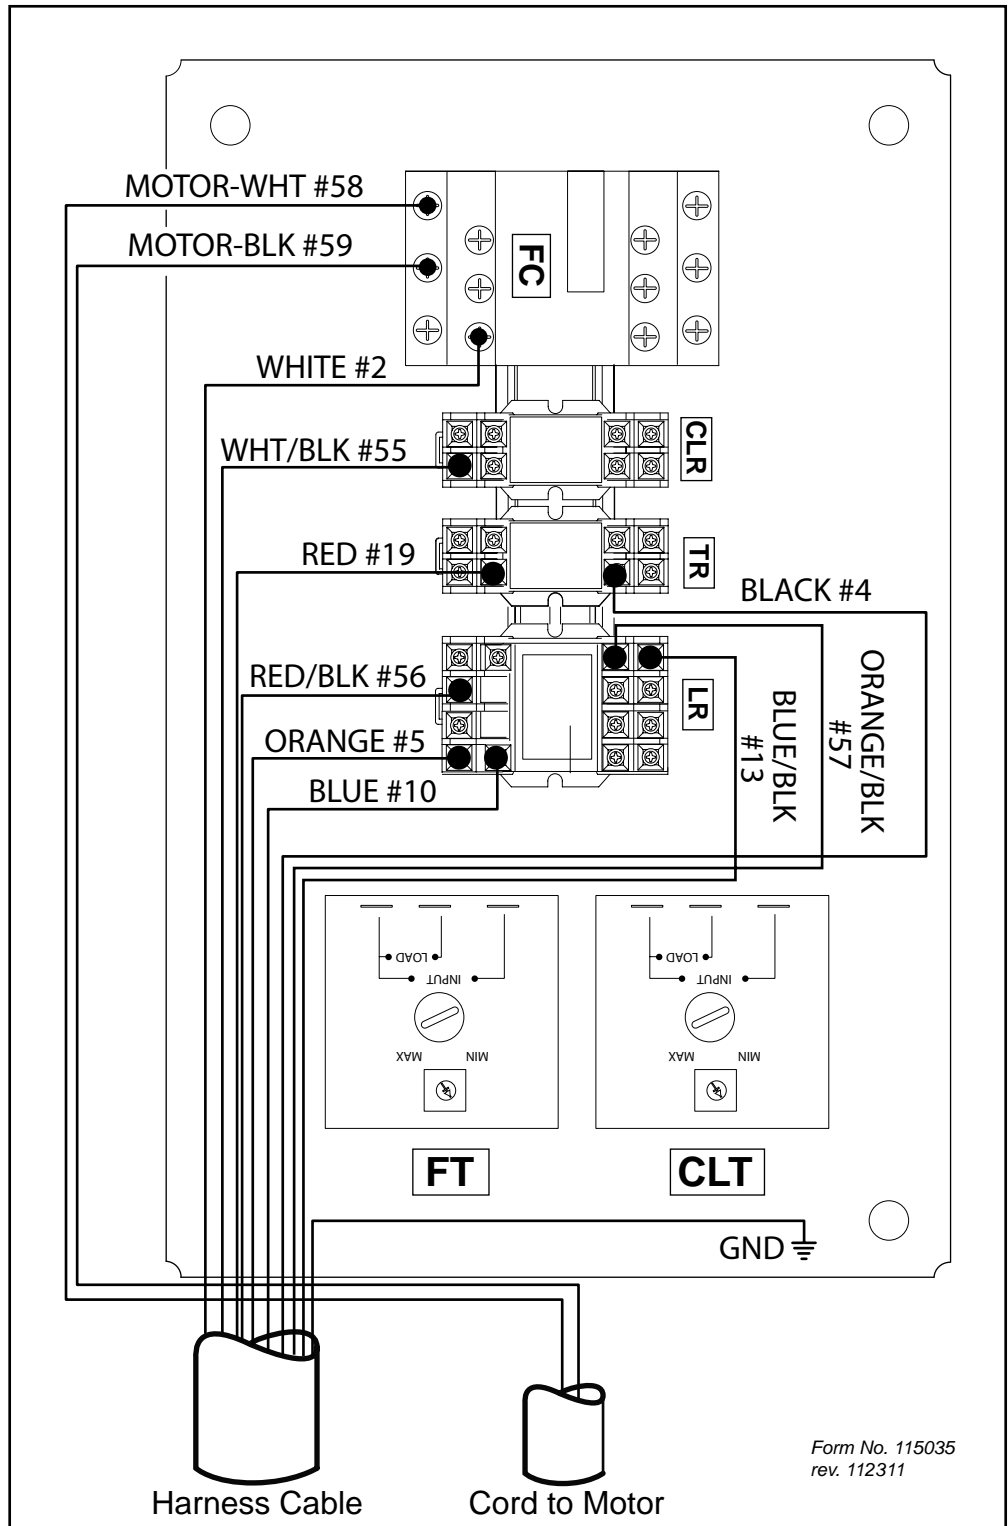 MOTOR-WHT #58
MOTOR-BLK #59
FC
WHITE #2
WHT/BLK #55
CLR
RED #19
TR
BLACK #4
RED/BLK #56
LR
BLUE/BLK
#13
ORANGE/BLK
#57
ORANGE #5
BLUE #10
LOAD
INPUT
MAX
MIN
FT
LOAD
INPUT
MAX
MIN
CLT
GND
Harness Cable
Cord to Motor
Form No. 115035
rev. 112311